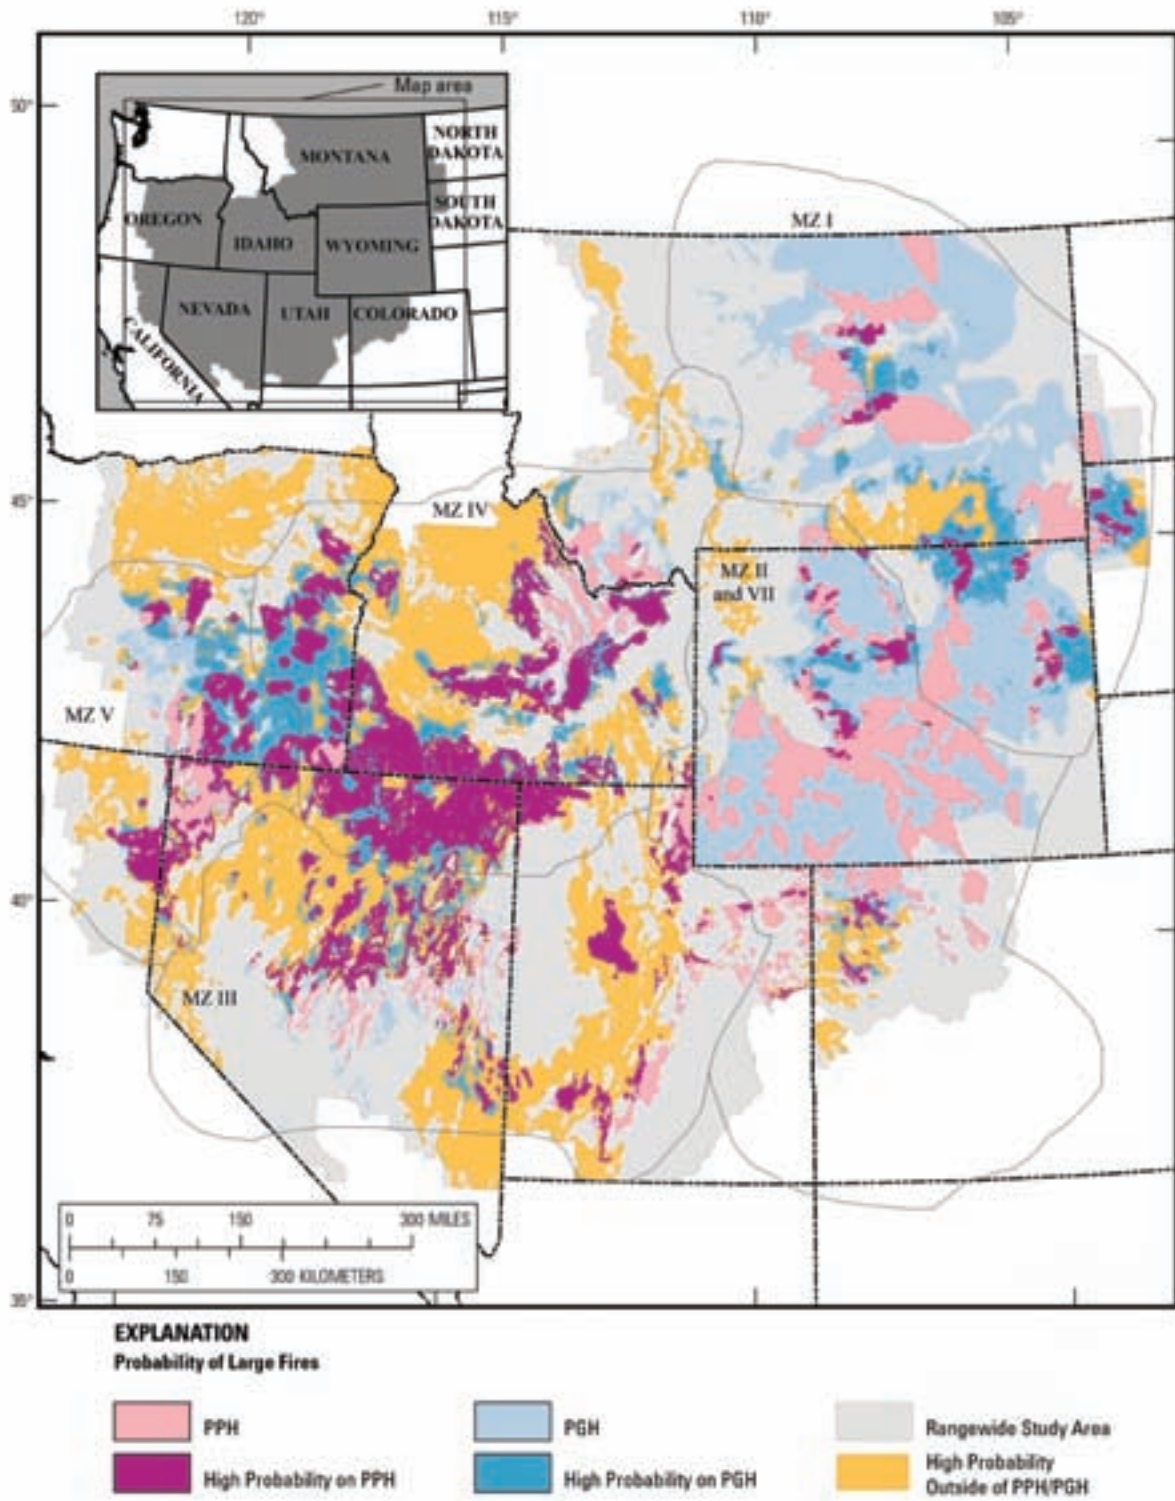 120°
115°
110°
105°
50°
Map area
NORTH
DAKOTA
MONTANA
SOUTH
DAKOTA
OREGON
IDAHO
WYOMING
NEVADA
UTAH
COLORADO
CALIFORNIA
MZ I
45°
MZ IV
MZ II
and VII
MZ V
40°
MZ III
0 75 150 300 MILES
0 150 300 KILOMETERS
35°
EXPLANATION
Probability of Large Fires
PPH
PGH
Rangewide Study Area
High Probability on PPH
High Probability on PGH
High Probability
Outside of PPH/PGH